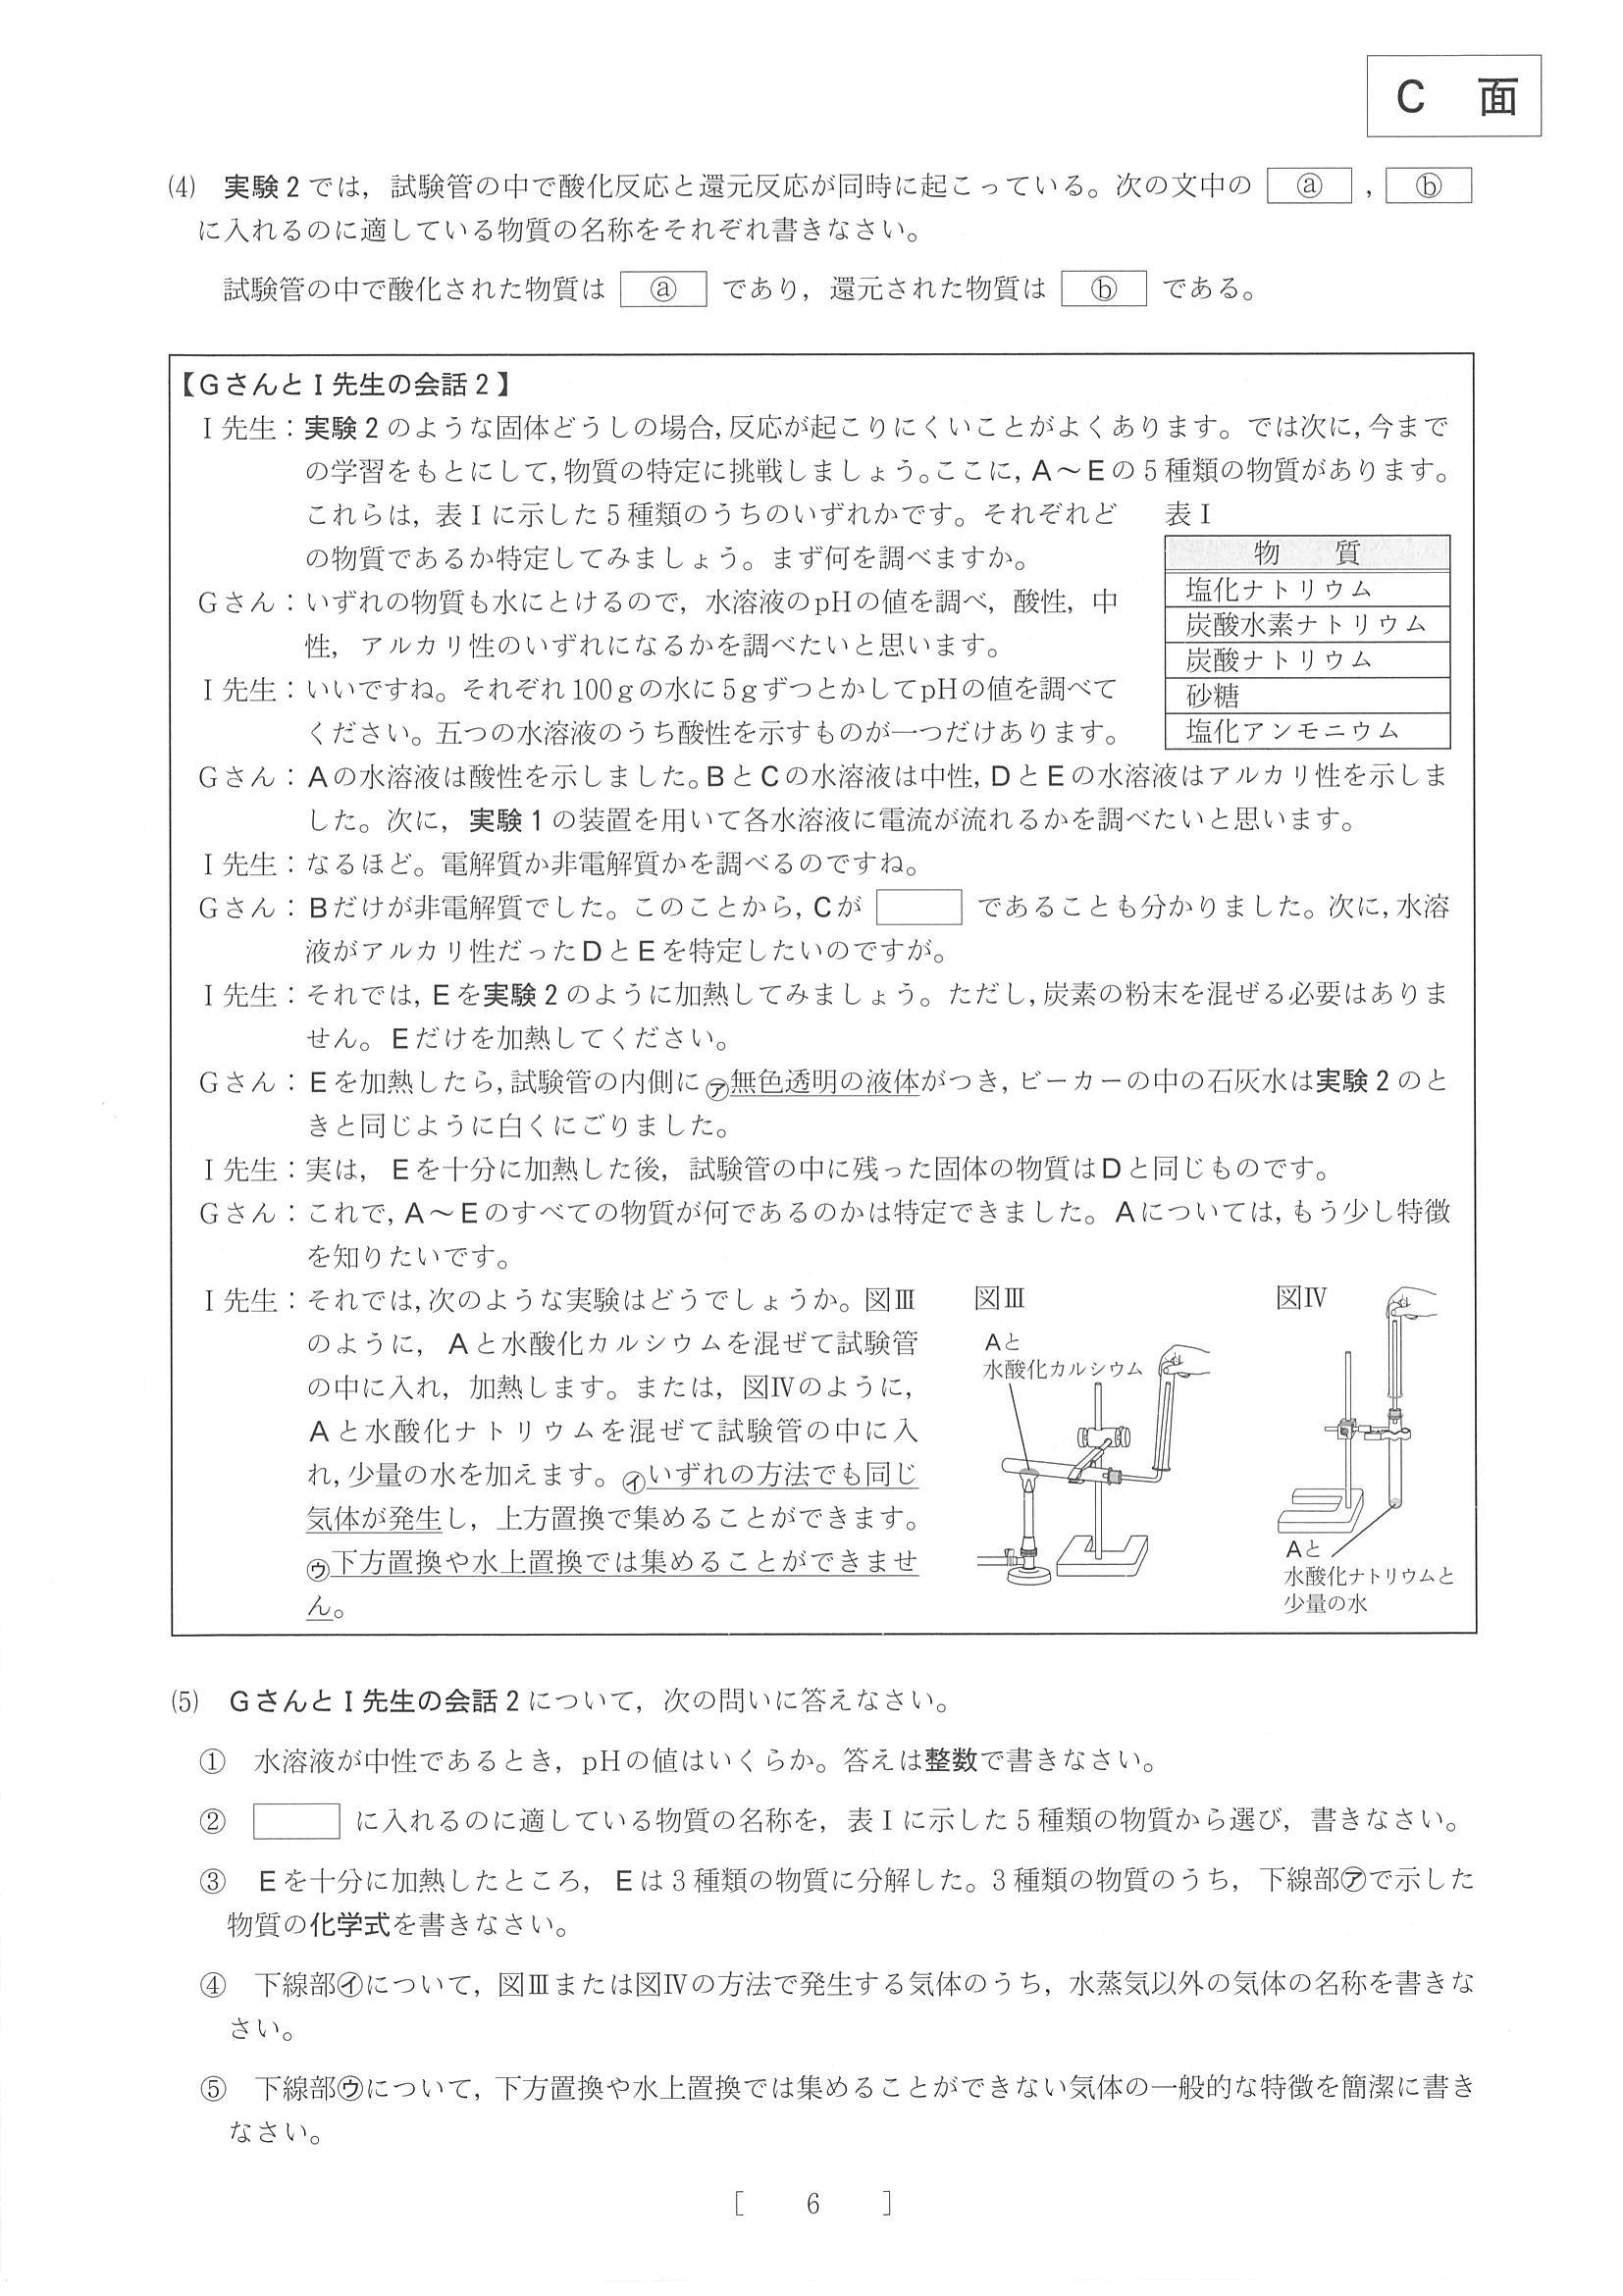 C 面
(4) 実験2では，試験管の中で酸化反応と還元反応が同時に起こっている。次の文中の ⓐ ， ⓑ
に入れるのに適している物質の名称をそれぞれ書きなさい。
試験管の中で酸化された物質は ⓐ であり，還元された物質は ⓑ である。
【GさんとI先生の会話2】
I先生：実験2のような固体どうしの場合，反応が起こりにくいことがよくあります。では次に，今まで
の学習をもとにして，物質の特定に挑戦しましょう。ここに，A～Eの5種類の物質があります。
これらは，表Iに示した5種類のうちのいずれかです。それぞれど
の物質であるか特定してみましょう。まず何を調べますか。
Gさん：いずれの物質も水にとけるので，水溶液のpHの値を調べ，酸性，中
性，アルカリ性のいずれになるかを調べたいと思います。
I先生：いいですね。それぞれ100gの水に5gずつとかしてpHの値を調べて
ください。五つの水溶液のうち酸性を示すものが一つだけあります。
表I
物 質
塩化ナトリウム
炭酸水素ナトリウム
炭酸ナトリウム
砂糖
塩化アンモニウム
Gさん：Aの水溶液は酸性を示しました。BとCの水溶液は中性，DとEの水溶液はアルカリ性を示しま
した。次に，実験1の装置を用いて各水溶液に電流が流れるかを調べたいと思います。
I先生：なるほど。電解質か非電解質かを調べるのですね。
Gさん：Bだけが非電解質でした。このことから，Cが であることも分かりました。次に，水溶
液がアルカリ性だったDとEを特定したいのですが。
I先生：それでは，Eを実験2のように加熱してみましょう。ただし，炭素の粉末を混ぜる必要はありま
せん。Eだけを加熱してください。
Gさん：Eを加熱したら，試験管の内側に㋐無色透明の液体がつき，ビーカーの中の石灰水は実験2のと
きと同じように白くにごりました。
I先生：実は，Eを十分に加熱した後，試験管の中に残った固体の物質はDと同じものです。
Gさん：これで，A～Eのすべての物質が何であるのかは特定できました。Aについては，もう少し特徴
を知りたいです。
I先生：それでは，次のような実験はどうでしょうか。図Ⅲ
のように，Aと水酸化カルシウムを混ぜて試験管
の中に入れ，加熱します。または，図Ⅳのように，
Aと水酸化ナトリウムを混ぜて試験管の中に入
れ，少量の水を加えます。㋑いずれの方法でも同じ
気体が発生し，上方置換で集めることができます。
㋒下方置換や水上置換では集めることができませ
ん。
図Ⅲ
Aと
水酸化カルシウム
図Ⅳ
Aと
水酸化ナトリウムと
少量の水
(5) GさんとI先生の会話2について，次の問いに答えなさい。
① 水溶液が中性であるとき，pHの値はいくらか。答えは整数で書きなさい。
② に入れるのに適している物質の名称を，表Iに示した5種類の物質から選び，書きなさい。
③ Eを十分に加熱したところ，Eは3種類の物質に分解した。3種類の物質のうち，下線部㋐で示した
物質の化学式を書きなさい。
④ 下線部㋑について，図Ⅲまたは図Ⅳの方法で発生する気体のうち，水蒸気以外の気体の名称を書きな
さい。
⑤ 下線部㋒について，下方置換や水上置換では集めることができない気体の一般的な特徴を簡潔に書き
なさい。
[ 6 ]